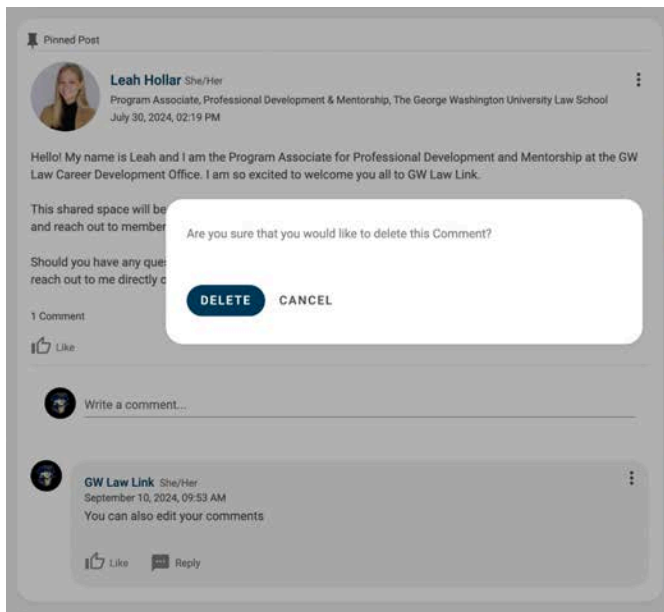 Pinned Post
Leah Hollar She/Her
Program Associate, Professional Development & Mentorship, The George Washington University Law School
July 30, 2024, 02:19 PM
Hello! My name is Leah and I am the Program Associate for Professional Development and Mentorship at the GW
Law Career Development Office. I am so excited to welcome you all to GW Law Link.
This shared space will be
and reach out to member
Should you have any
reach out to me directly
Are you sure that you would like to delete this Comment?
DELETE CANCEL
1 Comment
Like
Write a comment...
GW Law Link She/Her
September 10, 2024, 09:53 AM
You can also edit your comments
Like Reply